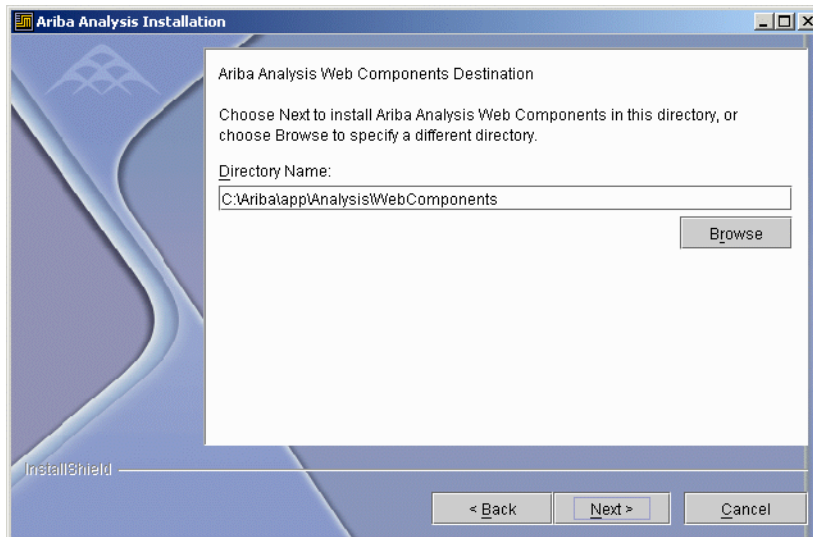 Ariba Analysis Installation
Ariba Analysis Web Components Destination
Choose Next to install Ariba Analysis Web Components in this directory, or
choose Browse to specify a different directory.
Directory Name:
C:\Ariba\app\AnalysisWebComponents
Browse
InstallShield
< Back
Next >
Cancel